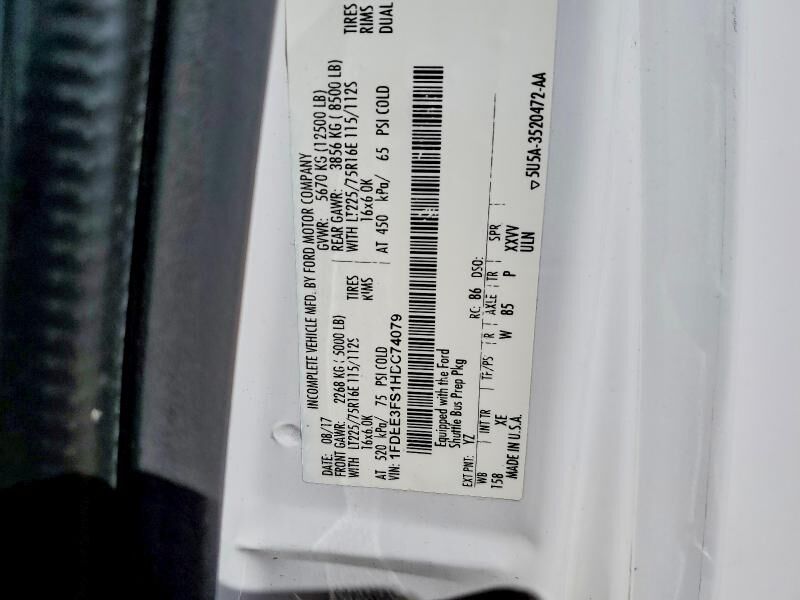 INCOMPLETE VEHICLE MFD. BY FORD MOTOR COMPANY
DATE: 08/17 GVWR: 5670 KG (12500 LB)
FRONT GAWR: 2268 KG (5000 LB) REAR GAWR: 3856 KG (8500 LB)
WITH LT225/75R16E 115/112S TIRES WITH LT225/75R16E 115/112S TIRES
16x6.0K RIMS 16x6.0K RIMS
AT 520 kPa/ 75 PSI COLD AT 450 kPa/ 65 PSI COLD DUAL
VIN: 1FDEE3FS1HDC74079
Equipped with the Ford
Shuttle Bus Prep Pkg
EXT PNT: YZ RC: 86 DSO:
WB INT TR TP/PS R AXLE TR SPR
158 XE W 85 P XXVV
MADE IN U.S.A. ULN
▽5U5A-3520472-AA